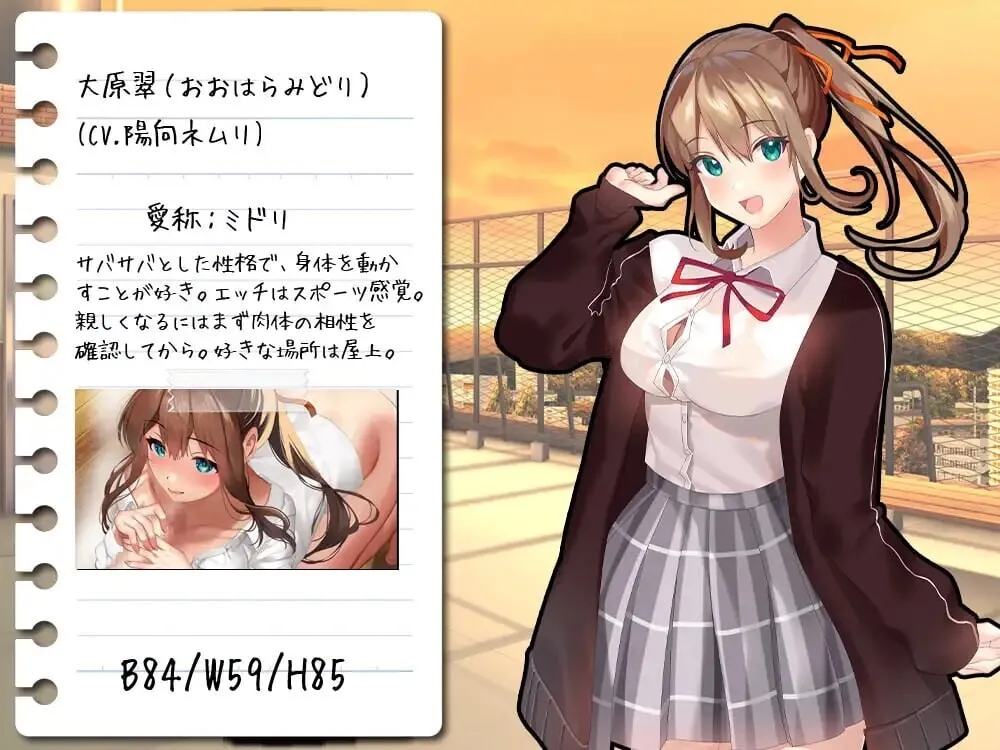 大原翠(おおはらみどり)
(CV.陽向ネムリ)
愛称:ミドリ
サバサバとした性格で、身体を動か
すことが好き。エッチはスポーツ感覚。
親しくなるにはまず肉体の相性を
確認してから。好きな場所は屋上。
B84/W59/H85